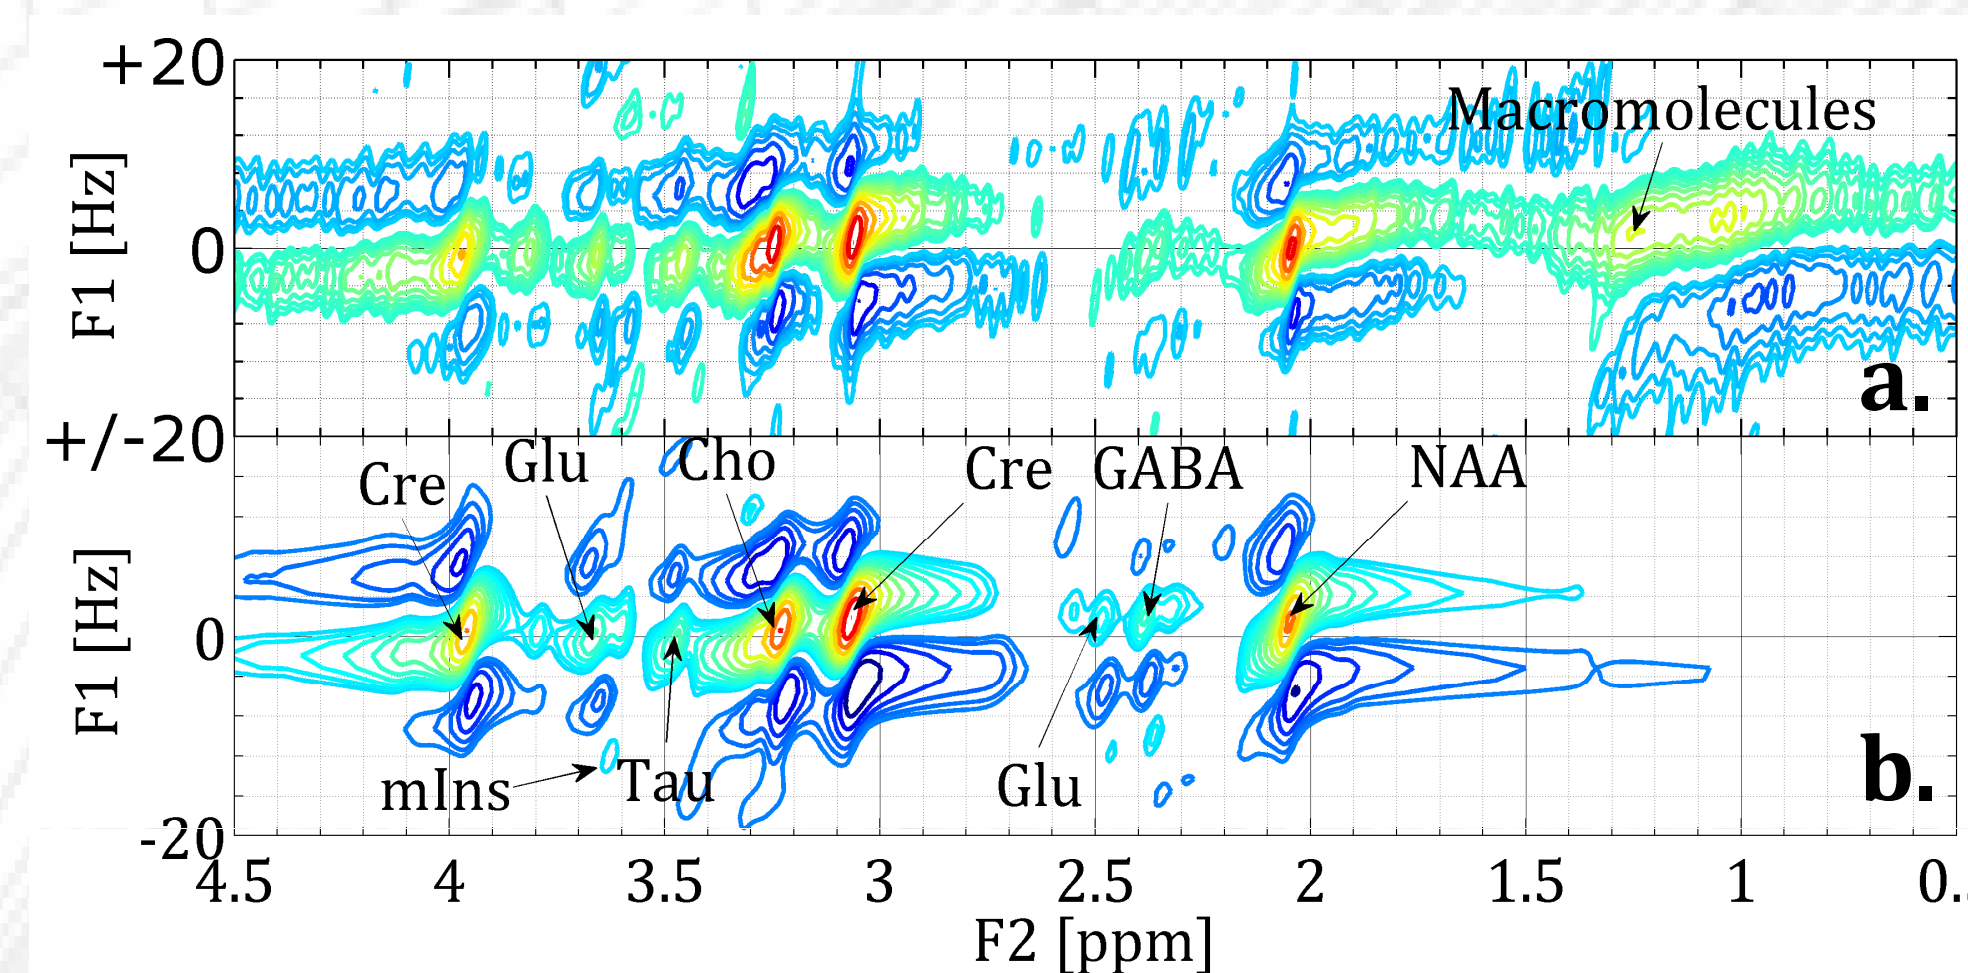 +20
Macromolecules
F1 [Hz]
0
a.
+/-20
Cre
Glu
Cho
Cre
GABA
NAA
F1 [Hz]
0
mIns
Tau
Glu
b.
-20
4.5 4 3.5 3 2.5 2 1.5 1 0.
F2 [ppm]